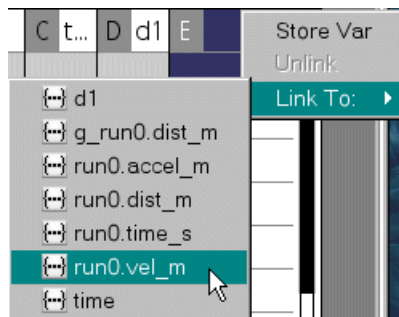 C t... D d1 E
Store Var
Unlink
Link To:
d1
g_run0.dist_m
run0.accel_m
run0.dist_m
run0.time_s
run0.vel_m
time